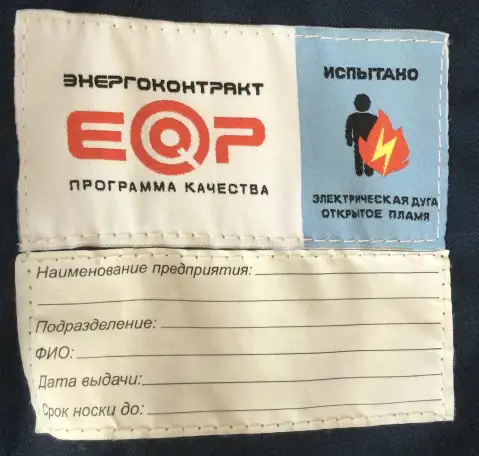 ЭНЕРГОКОНТРАКТ
EQP
ПРОГРАММА КАЧЕСТВА
ИСПЫТАНО
ЭЛЕКТРИЧЕСКАЯ ДУГА
ОТКРЫТОЕ ПЛАМЯ
Наименование предприятия:
Подразделение:
ФИО:
Дата выдачи:
Срок носки до: